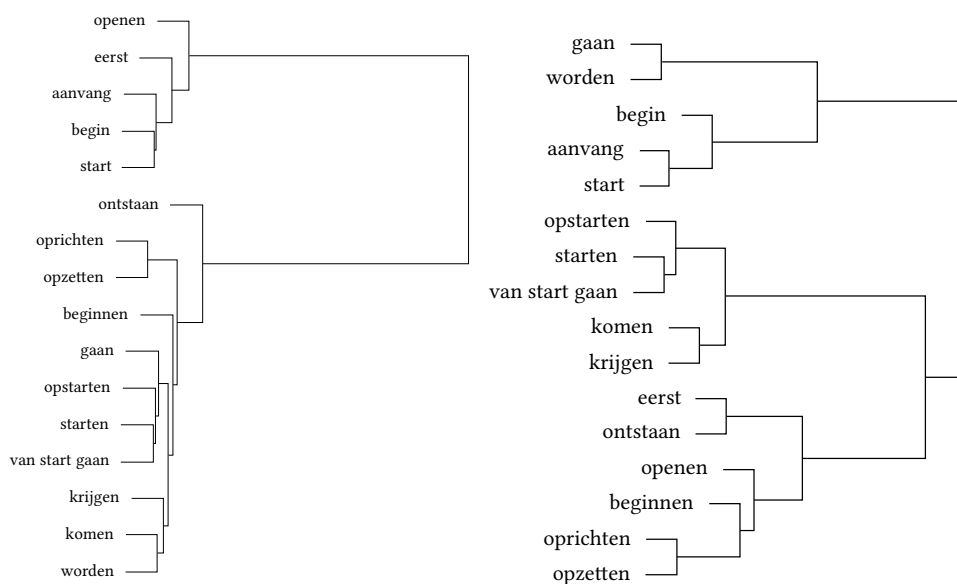 openen
eerst
aanvang
begin
start
ontstaan
oprichten
opzetten
beginnen
gaan
opstarten
starten
van start gaan
krijgen
komen
worden
gaan
worden
begin
aanvang
start
opstarten
starten
van start gaan
komen
krijgen
eerst
ontstaan
openen
beginnen
oprichten
opzetten